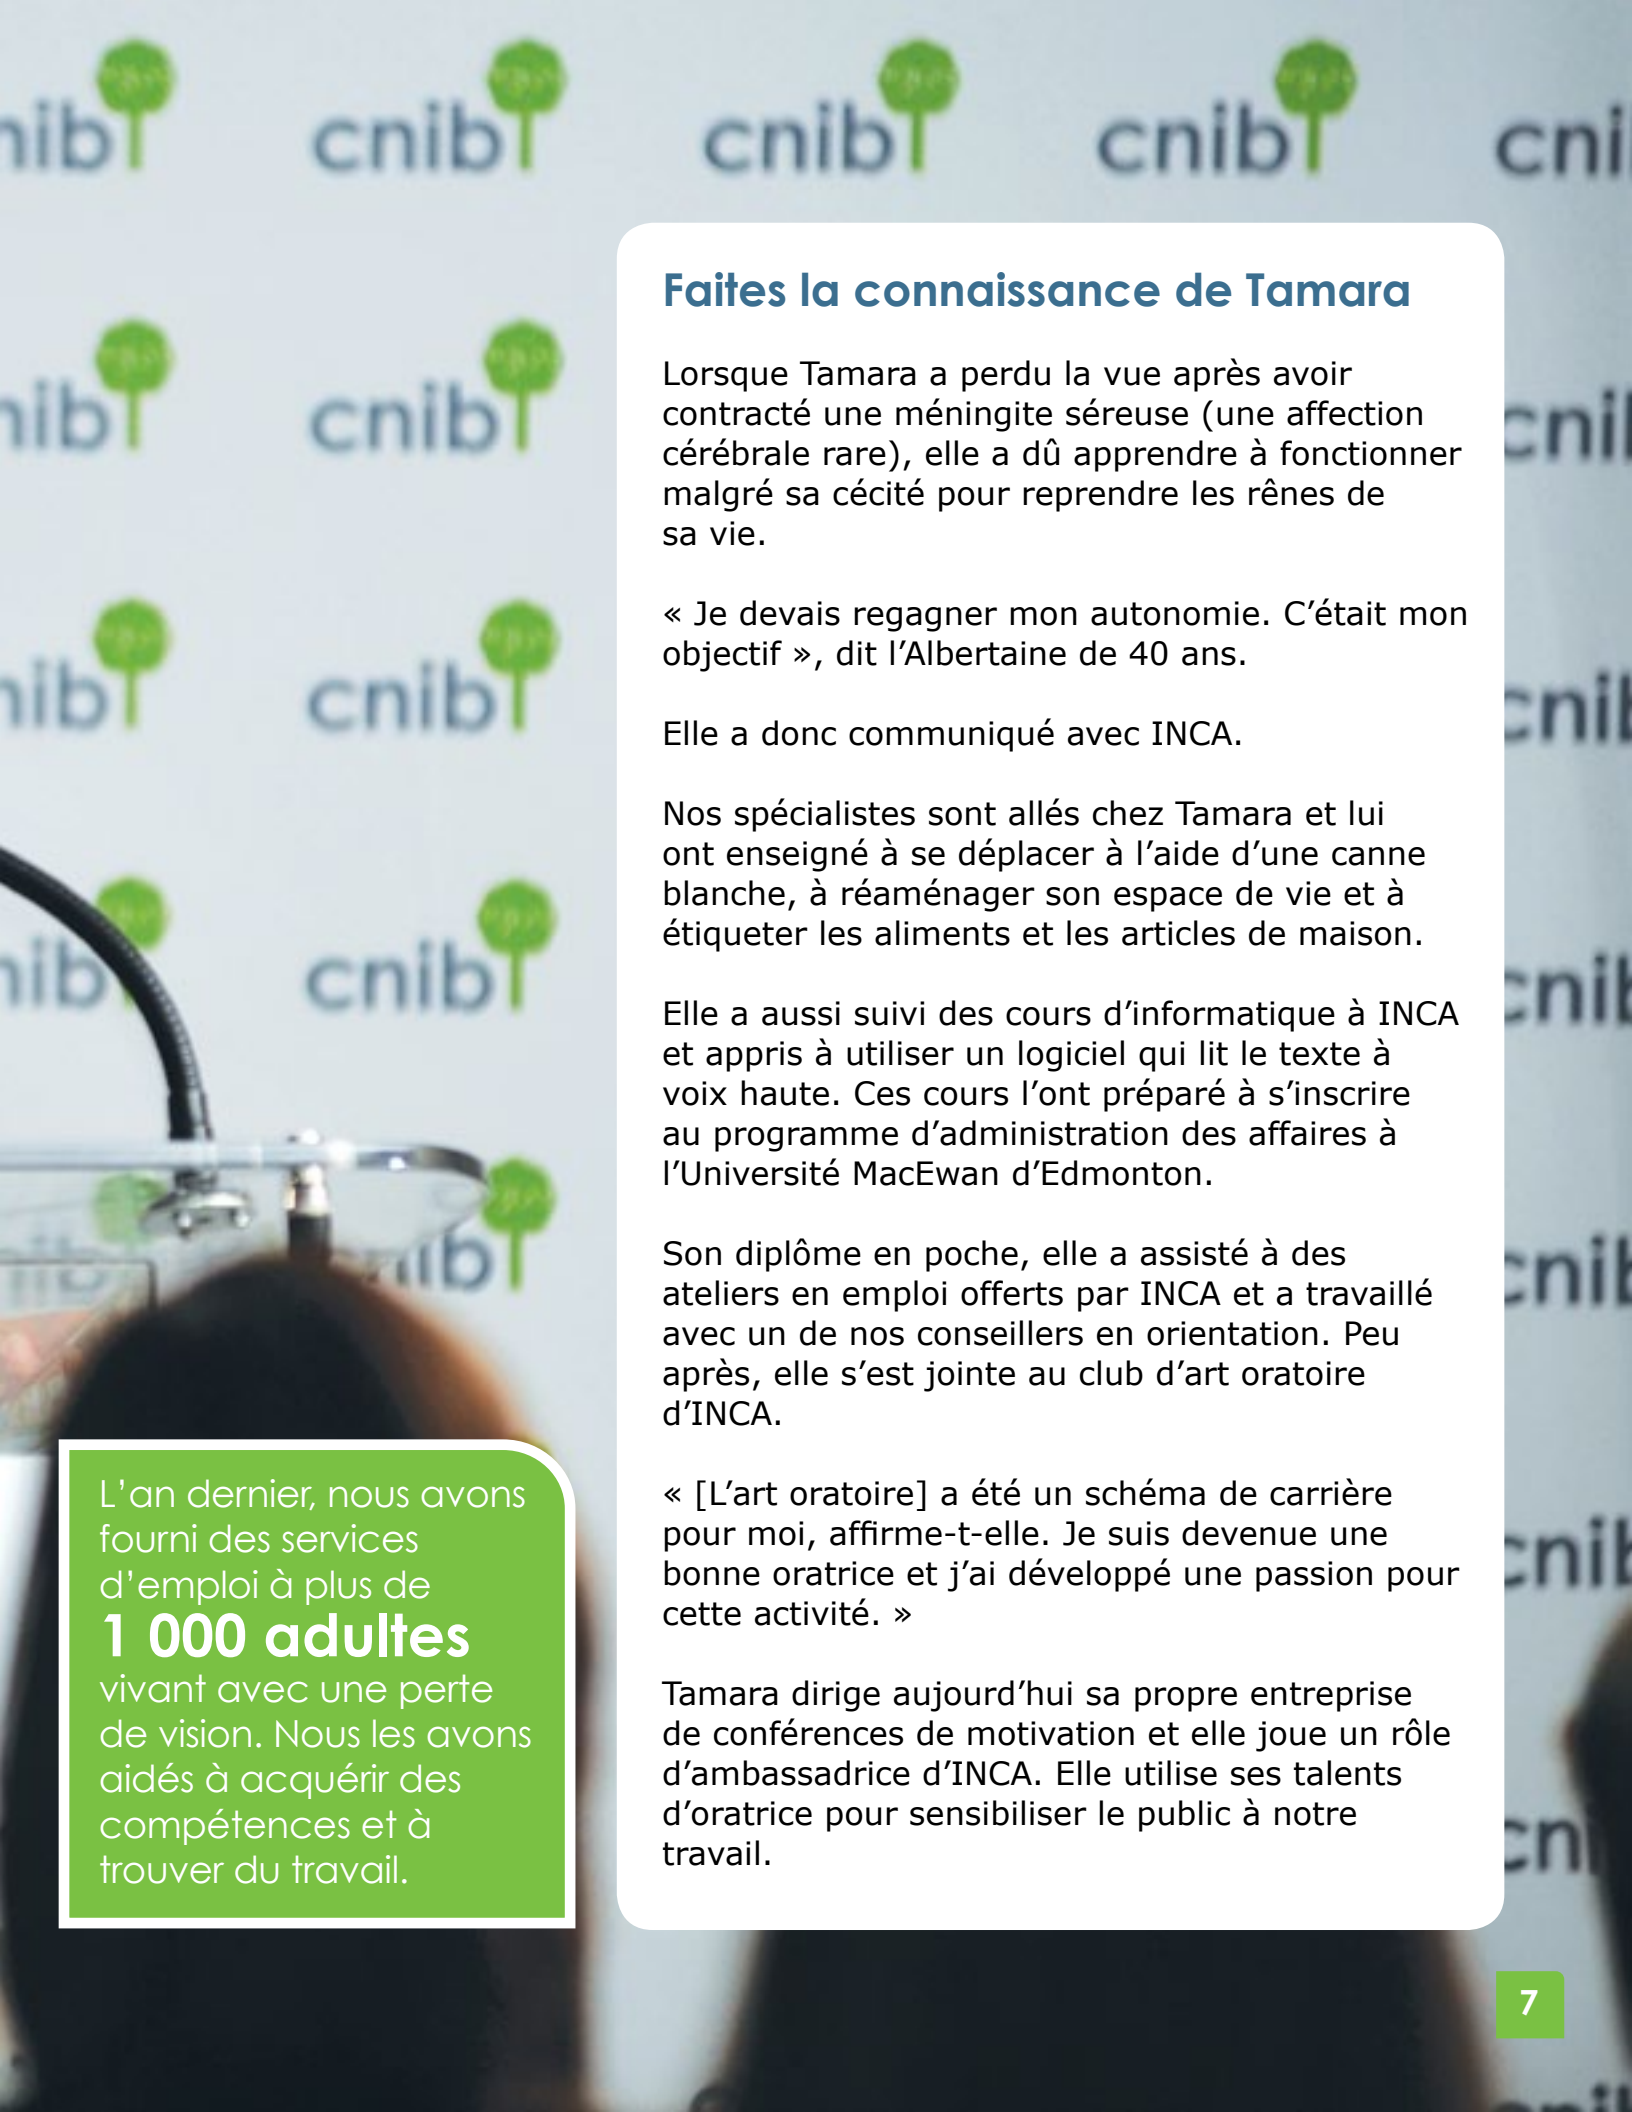 cnib cnib cnib
Faites la connaissance de Tamara
Lorsque Tamara a perdu la vue après avoir
contracté une méningite séreuse (une affection
cérébrale rare), elle a dû apprendre à fonctionner
malgré sa cécité pour reprendre les rênes de
sa vie.
« Je devais regagner mon autonomie. C’était mon
objectif », dit l’Albertaine de 40 ans.
Elle a donc communiqué avec INCA.
Nos spécialistes sont allés chez Tamara et lui
ont enseigné à se déplacer à l’aide d’une canne
blanche, à réaménager son espace de vie et à
étiqueter les aliments et les articles de maison.
Elle a aussi suivi des cours d’informatique à INCA
et appris à utiliser un logiciel qui lit le texte à
voix haute. Ces cours l’ont préparé à s’inscrire
au programme d’administration des affaires à
l’Université MacEwan d’Edmonton.
Son diplôme en poche, elle a assisté à des
ateliers en emploi offerts par INCA et a travaillé
avec un de nos conseillers en orientation. Peu
après, elle s’est jointe au club d’art oratoire
d’INCA.
« [L’art oratoire] a été un schéma de carrière
pour moi, affirme-t-elle. Je suis devenue une
bonne oratrice et j’ai développé une passion pour
cette activité. »
Tamara dirige aujourd’hui sa propre entreprise
de conférences de motivation et elle joue un rôle
d’ambassadrice d’INCA. Elle utilise ses talents
d’oratrice pour sensibiliser le public à notre
travail.
cnib
cnib
cnib
L’an dernier, nous avons
fourni des services
d’emploi à plus de
1 000 adultes
vivant avec une perte
de vision. Nous les avons
aidés à acquérir des
compétences et à
trouver du travail.
7